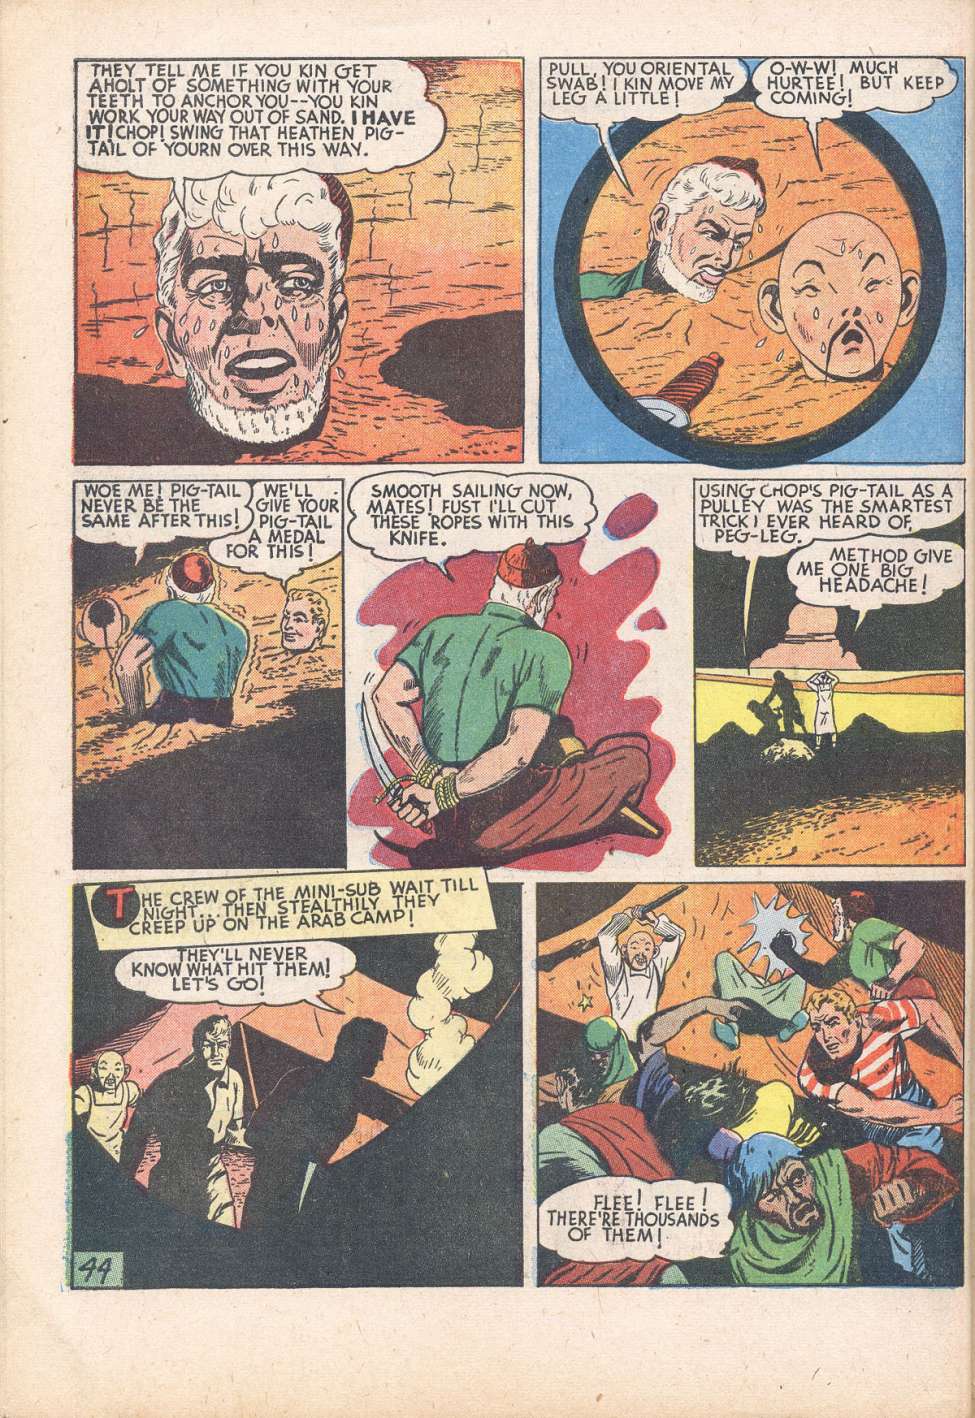 THEY TELL ME IF YOU KIN GET
AHOLT OF SOMETHING WITH YOUR
TEETH TO ANCHOR YOU--YOU KIN
WORK YOUR WAY OUT OF SAND. I HAVE
IT! CHOP! SWING THAT HEATHEN PIG-
TAIL OF YOURN OVER THIS WAY.
PULL, YOU ORIENTAL
SWAB! I KIN MOVE MY
LEG A LITTLE!
O-W-W! MUCH
HURTEE! BUT KEEP
COMING!
WOE ME! PIG-TAIL
NEVER BE THE
SAME AFTER THIS!
WE'LL
GIVE YOUR
PIG-TAIL
A MEDAL
FOR THIS!
SMOOTH SAILING NOW,
MATES! FUST I'LL CUT
THESE ROPES WITH THIS
KNIFE.
USING CHOP'S PIG-TAIL AS A
PULLEY WAS THE SMARTEST
TRICK I EVER HEARD OF,
PEG-LEG.
METHOD GIVE
ME ONE BIG
HEADACHE!
THE CREW OF THE MINI-SUB WAIT TILL
NIGHT...THEN STEALTHILY THEY
CREEP UP ON THE ARAB CAMP!
THEY'LL NEVER
KNOW WHAT HIT THEM!
LET'S GO!
FLEE! FLEE!
THERE'RE THOUSANDS
OF THEM!
44